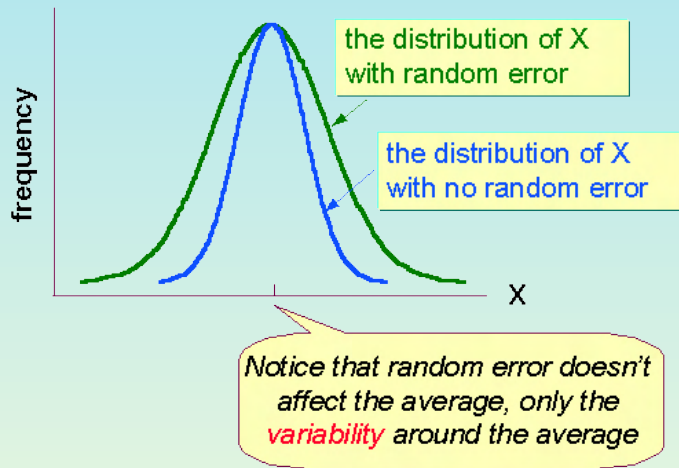 the distribution of X
with random error
the distribution of X
with no random error
frequency
X
Notice that random error doesn't
affect the average, only the
variability around the average